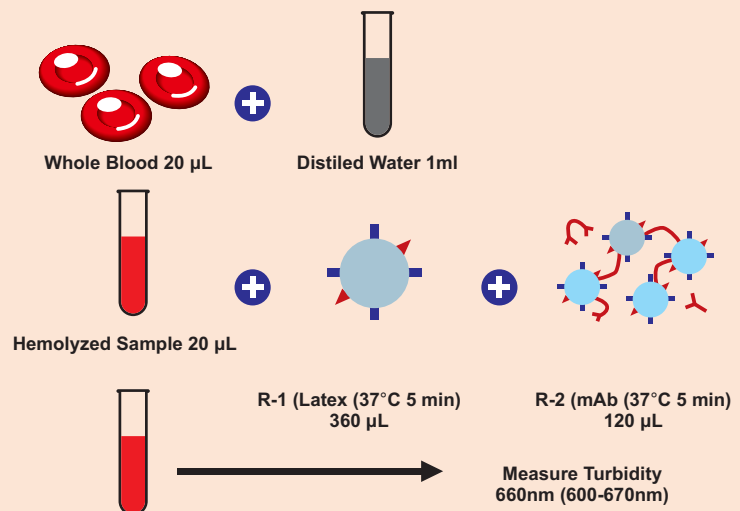 Whole Blood 20 µL
Distiled Water 1ml
Hemolyzed Sample 20 µL
R-1 (Latex (37°C 5 min)
360 µL
R-2 (mAb (37°C 5 min)
120 µL
Measure Turbidity
660nm (600-670nm)